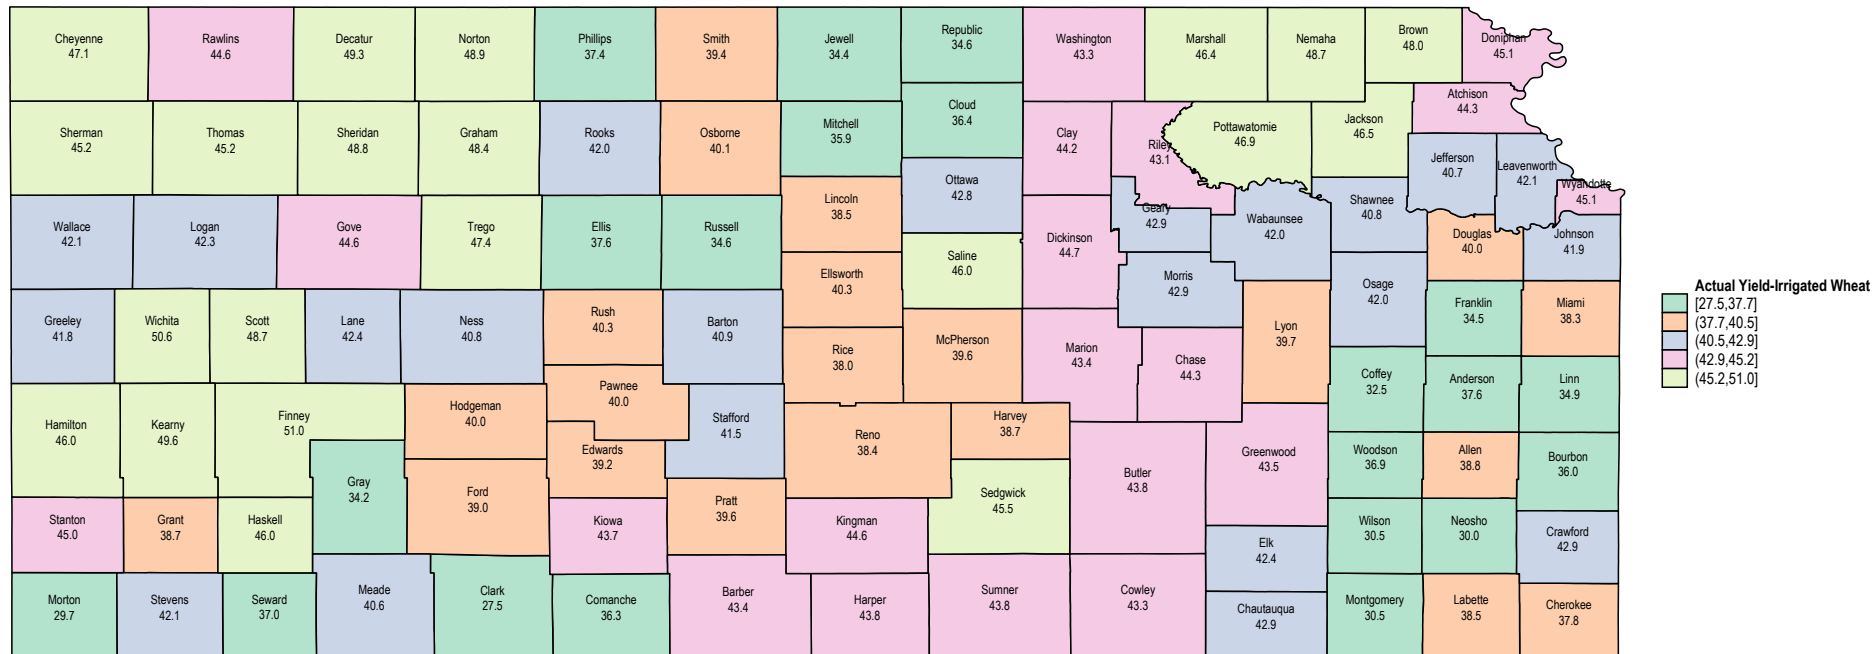 Cheyenne
47.1
Rawlins
44.6
Decatur
49.3
Norton
48.9
Phillips
37.4
Smith
39.4
Jewell
34.4
Republic
34.6
Washington
43.3
Marshall
46.4
Nemaha
48.7
Brown
48.0
Doniphan
45.1
Atchison
44.3
Sherman
45.2
Thomas
45.2
Sheridan
48.8
Graham
48.4
Rooks
42.0
Osborne
40.1
Mitchell
35.9
Cloud
36.4
Clay
44.2
Riley
43.1
Pottawatomie
46.9
Jackson
46.5
Jefferson
40.7
Leavenworth
42.1
Wyandotte
45.1
Wallace
42.1
Logan
42.3
Gove
44.6
Trego
47.4
Ellis
37.6
Russell
34.6
Lincoln
38.5
Ottawa
42.8
Saline
46.0
Dickinson
44.7
Geary
42.9
Wabaunsee
42.0
Shawnee
40.8
Douglas
40.0
Johnson
41.9
Ellsworth
40.3
Morris
42.9
Osage
42.0
Franklin
34.5
Miami
38.3
Greeley
41.8
Wichita
50.6
Scott
48.7
Lane
42.4
Ness
40.8
Rush
40.3
Barton
40.9
Rice
38.0
McPherson
39.6
Marion
43.4
Chase
44.3
Lyon
39.7
Coffey
32.5
Anderson
37.6
Linn
34.9
Hamilton
46.0
Kearny
49.6
Finney
51.0
Hodgeman
40.0
Pawnee
40.0
Stafford
41.5
Reno
38.4
Harvey
38.7
Butler
43.8
Greenwood
43.5
Woodson
36.9
Allen
38.8
Bourbon
36.0
Gray
34.2
Ford
39.0
Edwards
39.2
Pratt
39.6
Sedgwick
45.5
Stanton
45.0
Grant
38.7
Haskell
46.0
Kiowa
43.7
Kingman
44.6
Elk
42.4
Wilson
30.5
Neosho
30.0
Crawford
42.9
Morton
29.7
Stevens
42.1
Seward
37.0
Meade
40.6
Clark
27.5
Comanche
36.3
Barber
43.4
Harper
43.8
Sumner
43.8
Cowley
43.3
Chautauqua
42.9
Montgomery
30.5
Labette
38.5
Cherokee
37.8
Actual Yield-Irrigated Wheat
[27.5,37.7]
(37.7,40.5]
(40.5,42.9]
(42.9,45.2]
(45.2,51.0]